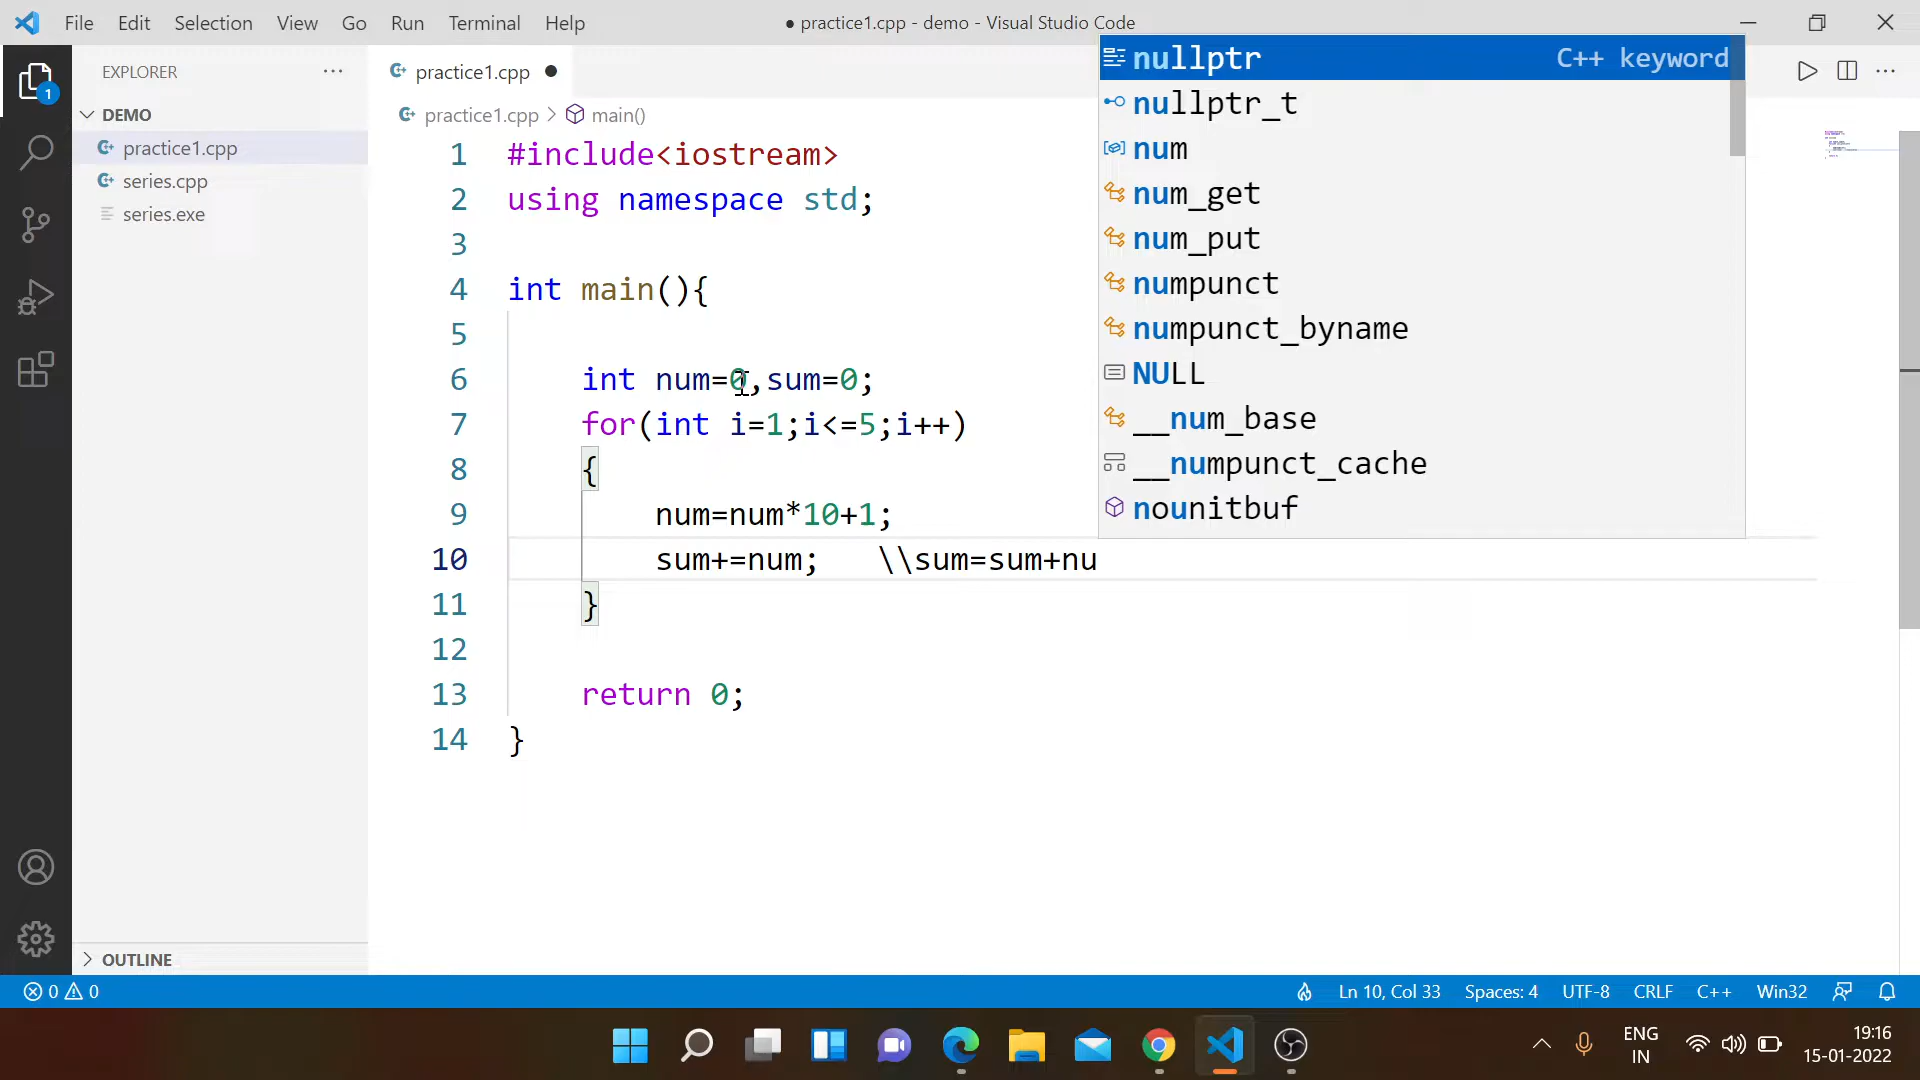 File Edit Selection View Go Run Terminal Help
● practice1.cpp - demo - Visual Studio Code
EXPLORER
DEMO
practice1.cpp
series.cpp
series.exe
OUTLINE
practice1.cpp
practice1.cpp > main()
1 #include<iostream>
2 using namespace std;
3
4 int main(){
5
6 int num=0,sum=0;
7 for(int i=1;i<=5;i++)
8 {
9 num=num*10+1;
10 sum+=num; \\sum=sum+nu
11 }
12
13 return 0;
14 }
nullptr C++ keyword
nullptr_t
num
num_get
num_put
numpunct
numpunct_byname
NULL
__num_base
__numpunct_cache
nounitbuf
1
0 0
Ln 10, Col 33 Spaces: 4 UTF-8 CRLF C++ Win32
ENG
IN
19:16
15-01-2022